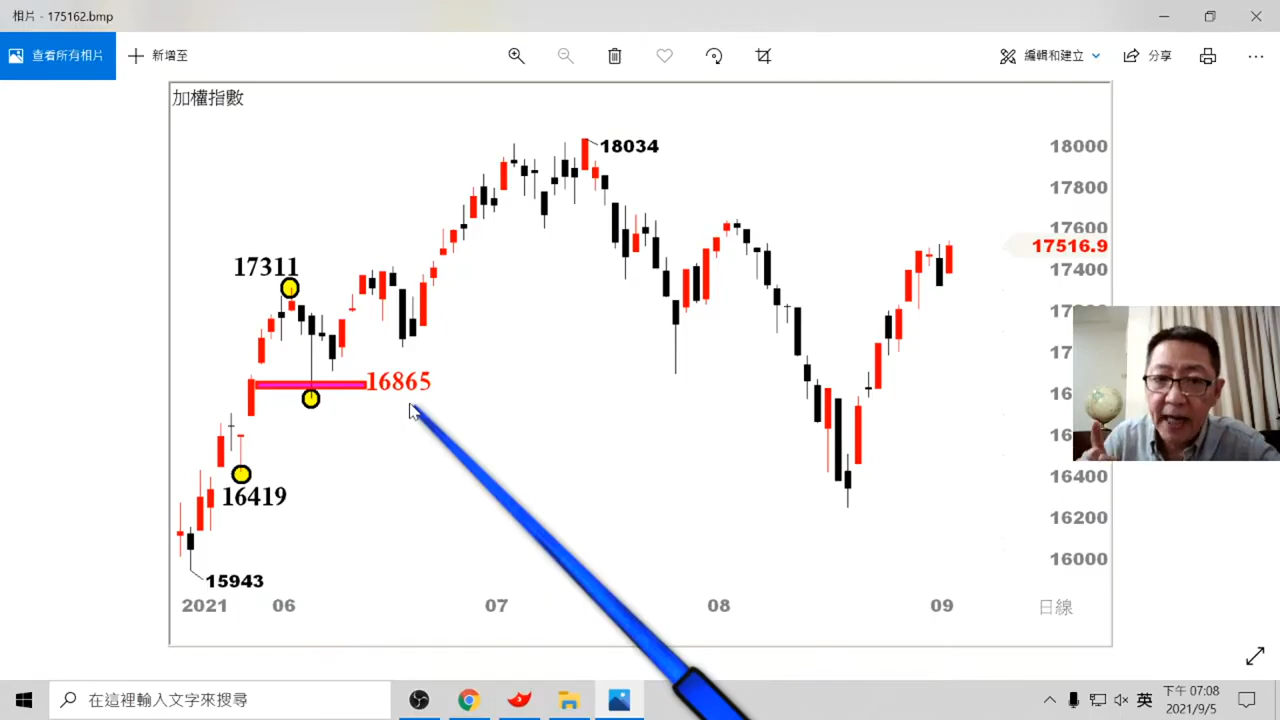 相片 - 175162.bmp
查看所有相片
新增至
編輯和建立
分享
加權指數
18034
18000
17800
17600
17516.9
17311
17400
16865
16419
16400
16200
15943
16000
2021 06 07 08 09 日線
在這裡輸入文字來搜尋
英
下午 07:08
2021/9/5